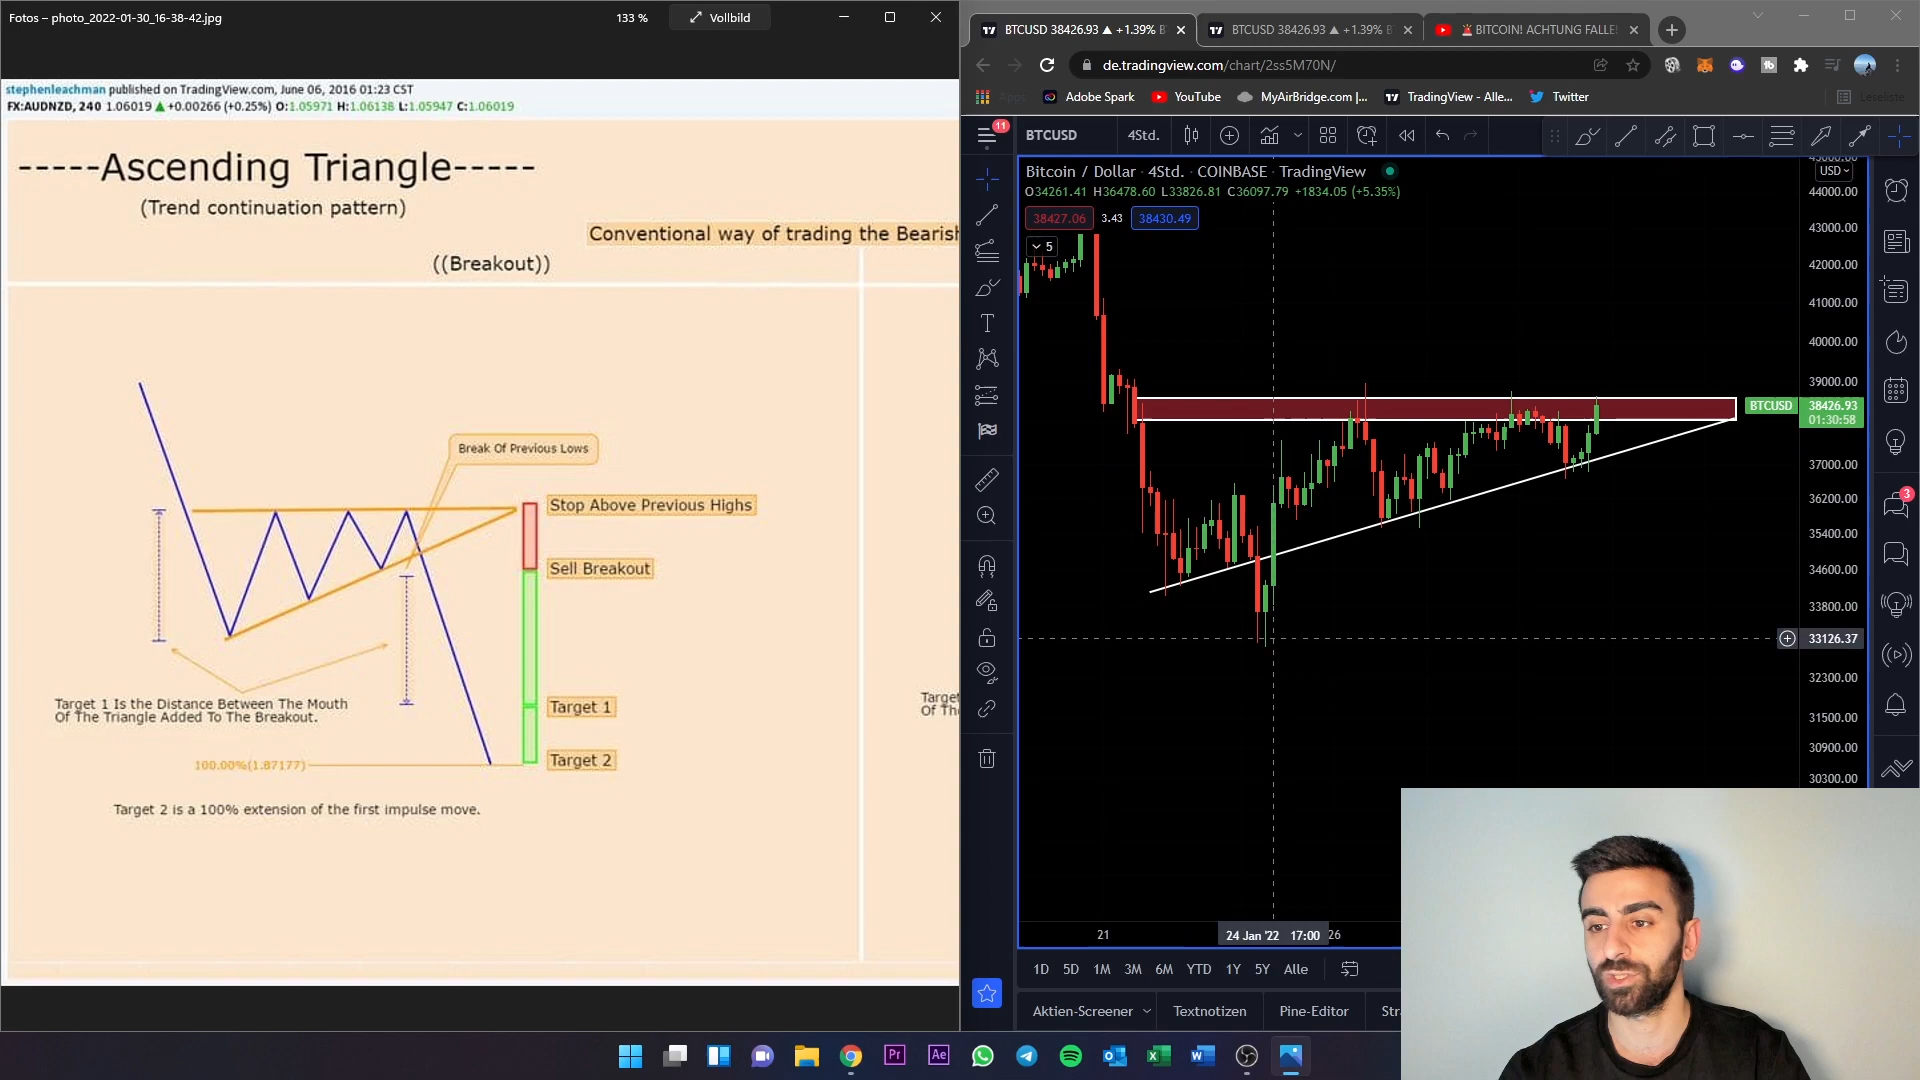 Fotos – photo_2022-01-30_16-38-42.jpg
133 %
Vollbild
stephenleachman published on TradingView.com, June 06, 2016 01:23 CST
FX:AUDNZD, 240 1.06019 ▲ +0.00266 (+0.25%) O:1.05971 H:1.06138 L:1.05947 C:1.06019
-----Ascending Triangle-----
(Trend continuation pattern)
Conventional way of trading the Bearish
((Breakout))
Break Of Previous Lows
Stop Above Previous Highs
Sell Breakout
Target 1 Is the Distance Between The Mouth
Of The Triangle Added To The Breakout.
Target 1
Target 2
100.00%(1.87177)
Target 2 is a 100% extension of the first impulse move.
Target
Of The
BTCUSD 38426.93 ▲ +1.39% B
BTCUSD 38426.93 ▲ +1.39% B
BITCOIN! ACHTUNG FALLE!
de.tradingview.com/chart/2ss5M70N/
Apps
Adobe Spark
YouTube
MyAirBridge.com |...
TradingView - Alle...
Twitter
Leseliste
11
BTCUSD
4Std.
Bitcoin / Dollar · 4Std. · COINBASE · TradingView
O34261.41 H36478.60 L33826.81 C36097.79 +1834.05 (+5.35%)
38427.06
3.43
38430.49
5
USD
44000.00
43000.00
42000.00
41000.00
40000.00
39000.00
BTCUSD
38426.93
01:30:58
37000.00
36200.00
35400.00
34600.00
33800.00
33126.37
32300.00
31500.00
30900.00
30300.00
3
21
24 Jan '22 17:00
26
1D 5D 1M 3M 6M YTD 1Y 5Y Alle
Aktien-Screener
Textnotizen
Pine-Editor